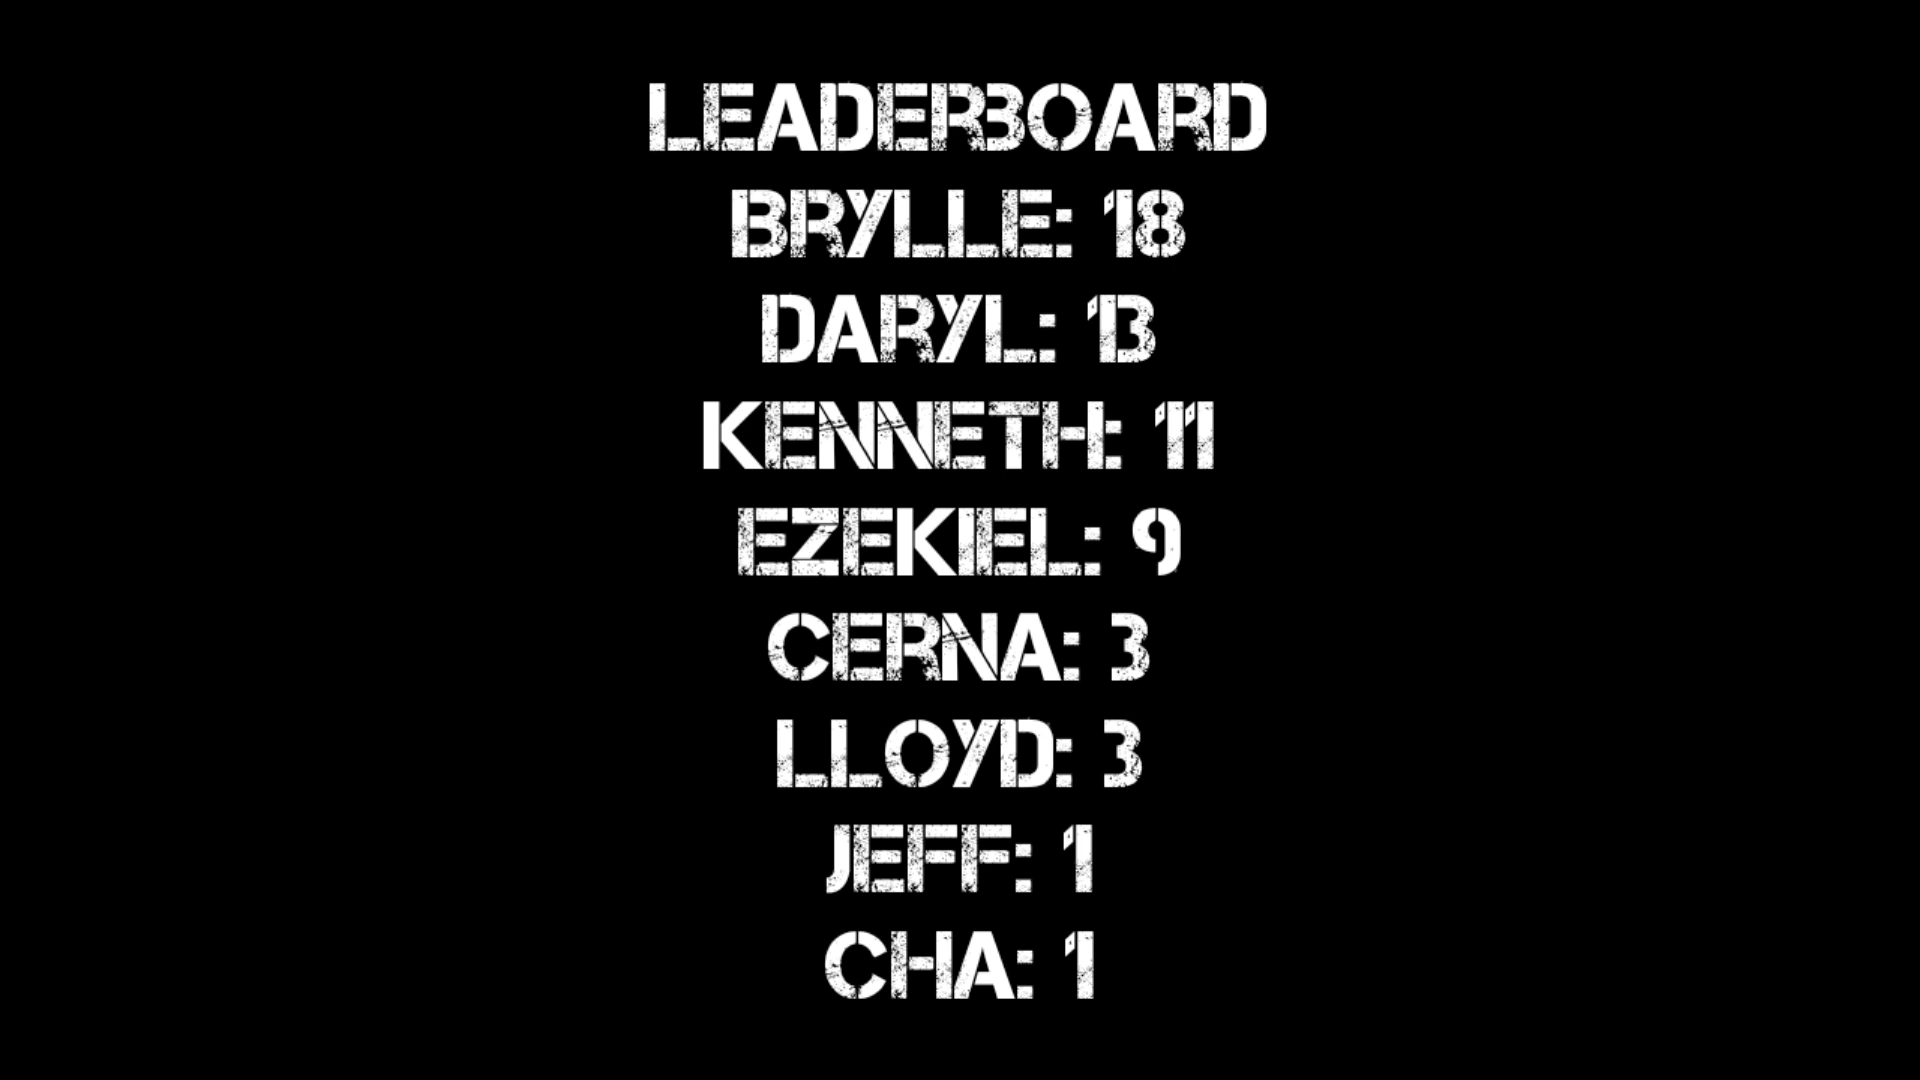 LEADERBOARD
BRYLLE: 18
DARYL: 13
KENNETH: 11
EZEKIEL: 9
CERNA: 3
LLOYD: 3
JEFF: 1
CHA: 1